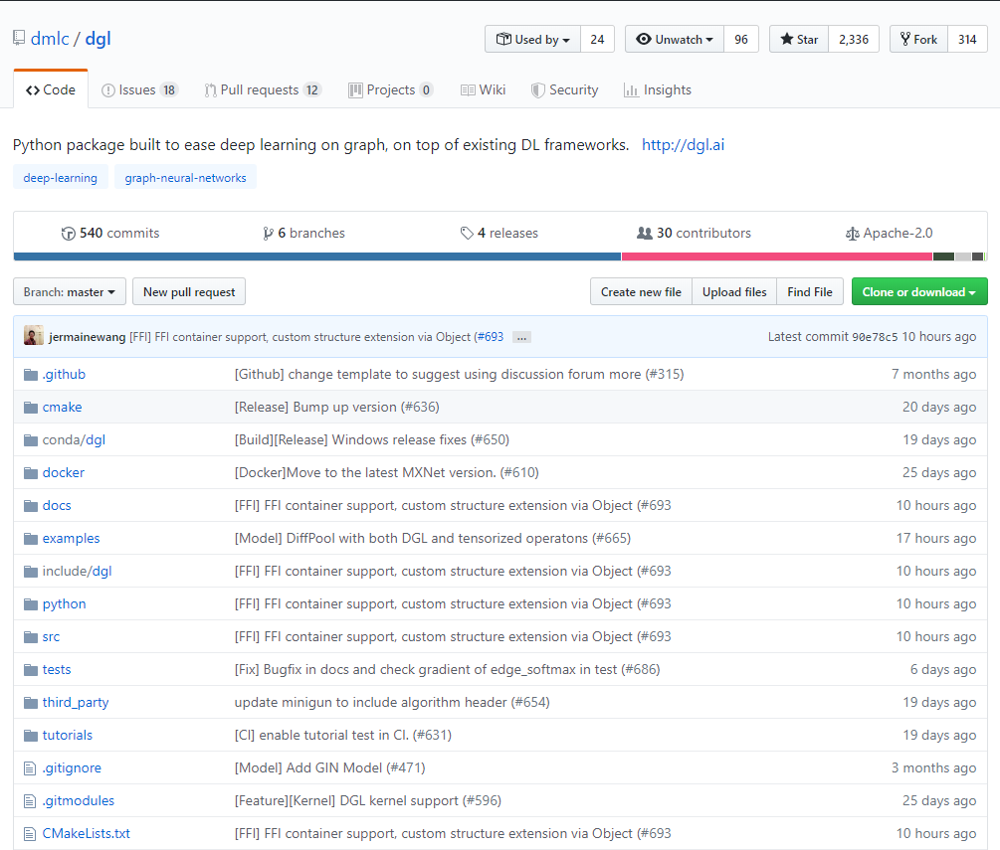 dmlc / dgl
Used by 24 Unwatch 96 Star 2,336 Fork 314
Code Issues 18 Pull requests 12 Projects 0 Wiki Security Insights
Python package built to ease deep learning on graph, on top of existing DL frameworks. http://dgl.ai
deep-learning graph-neural-networks
540 commits 6 branches 4 releases 30 contributors Apache-2.0
Branch: master New pull request Create new file Upload files Find File Clone or download
jermainewang [FFI] FFI container support, custom structure extension via Object (#693 ... Latest commit 90e78c5 10 hours ago
.github [Github] change template to suggest using discussion forum more (#315) 7 months ago
cmake [Release] Bump up version (#636) 20 days ago
conda/dgl [Build][Release] Windows release fixes (#650) 19 days ago
docker [Docker]Move to the latest MXNet version. (#610) 25 days ago
docs [FFI] FFI container support, custom structure extension via Object (#693 10 hours ago
examples [Model] DiffPool with both DGL and tensorized operatons (#665) 17 hours ago
include/dgl [FFI] FFI container support, custom structure extension via Object (#693 10 hours ago
python [FFI] FFI container support, custom structure extension via Object (#693 10 hours ago
src [FFI] FFI container support, custom structure extension via Object (#693 10 hours ago
tests [Fix] Bugfix in docs and check gradient of edge_softmax in test (#686) 6 days ago
third_party update minigun to include algorithm header (#654) 19 days ago
tutorials [CI] enable tutorial test in CI. (#631) 19 days ago
.gitignore [Model] Add GIN Model (#471) 3 months ago
.gitmodules [Feature][Kernel] DGL kernel support (#596) 25 days ago
CMakeLists.txt [FFI] FFI container support, custom structure extension via Object (#693 10 hours ago